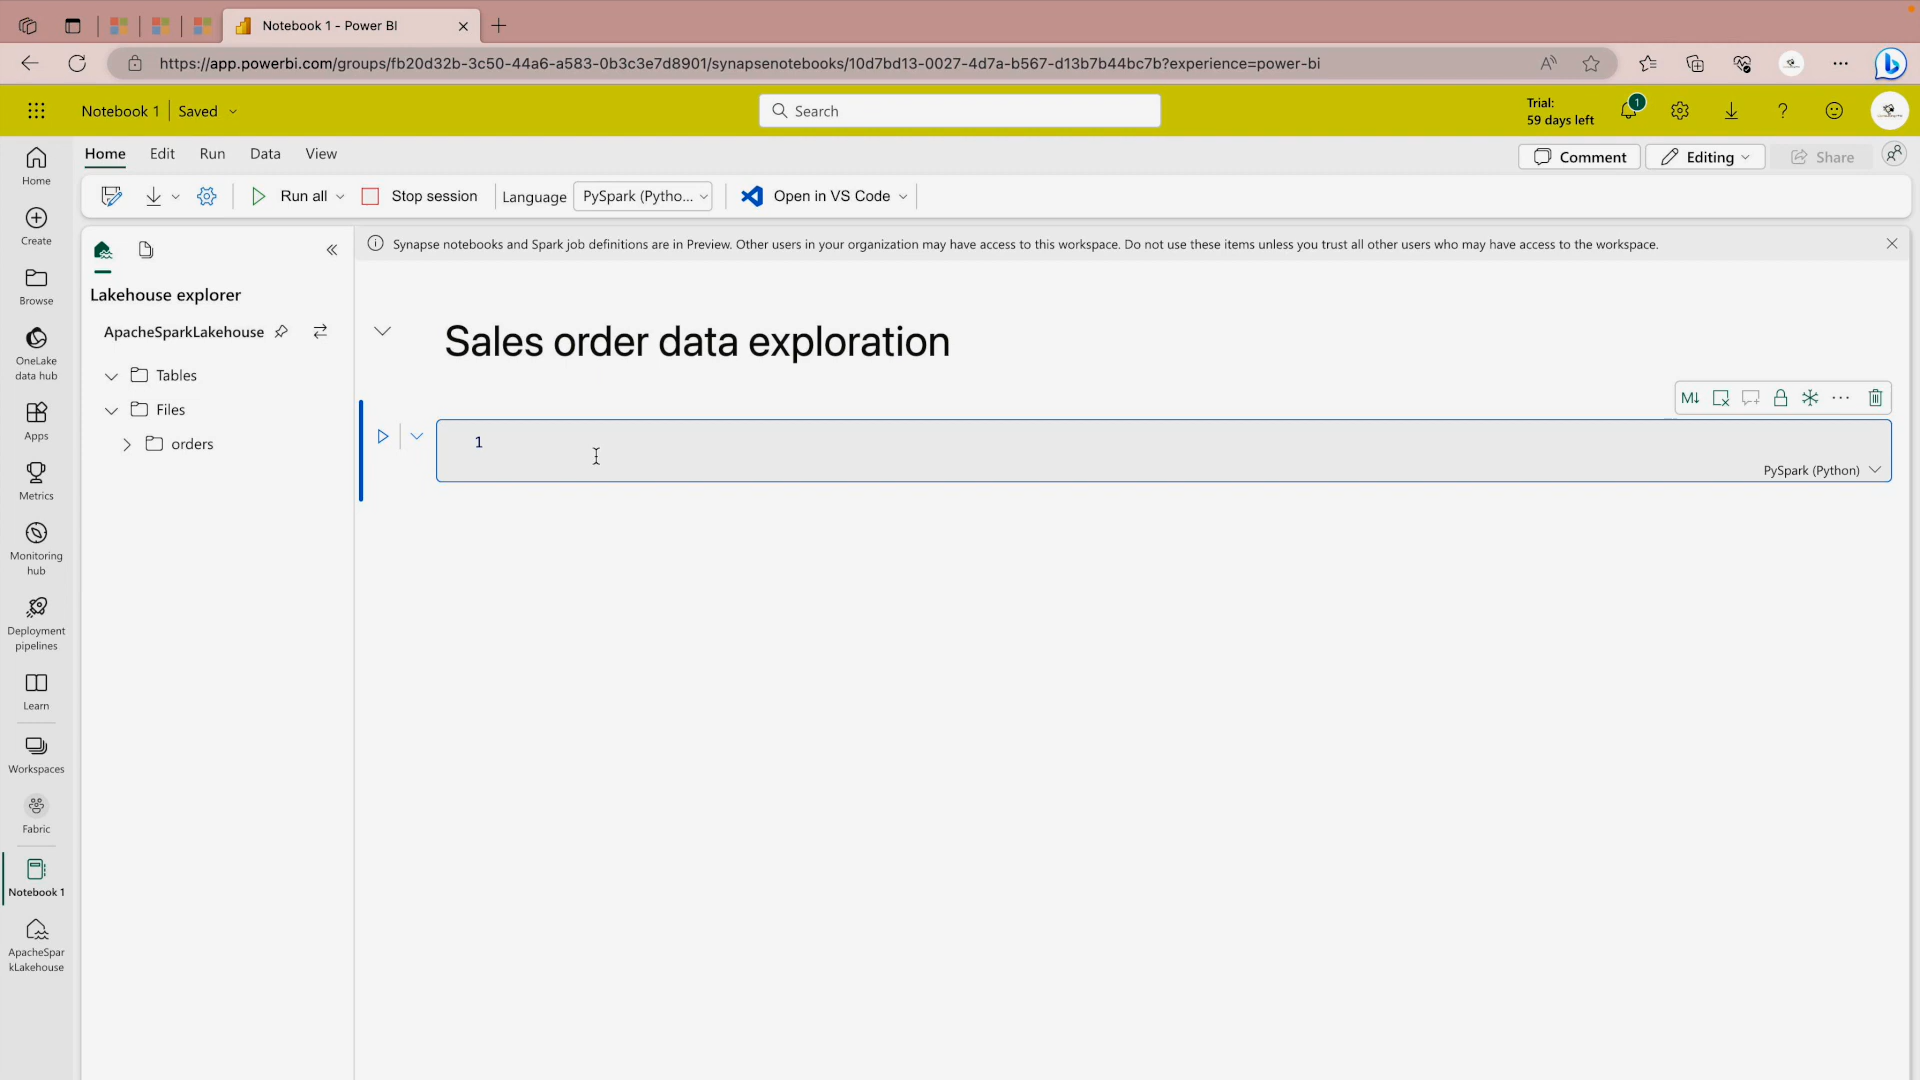 Notebook 1 - Power BI
https://app.powerbi.com/groups/fb20d32b-3c50-44a6-a583-0b3c3e7d8901/synapsenotebooks/10d7bd13-0027-4d7a-b567-d13b7b44bc7b?experience=power-bi
Notebook 1 | Saved
Search
Trial:
59 days left
1
Home Edit Run Data View
Comment
Editing
Share
Run all
Stop session
Language
PySpark (Pytho...
Open in VS Code
Home
Create
Browse
OneLake
data hub
Apps
Metrics
Monitoring
hub
Deployment
pipelines
Learn
Workspaces
Fabric
Notebook 1
ApacheSpar
kLakehouse
Lakehouse explorer
ApacheSparkLakehouse
Tables
Files
orders
Synapse notebooks and Spark job definitions are in Preview. Other users in your organization may have access to this workspace. Do not use these items unless you trust all other users who may have access to the workspace.
Sales order data exploration
M↓
1
PySpark (Python)